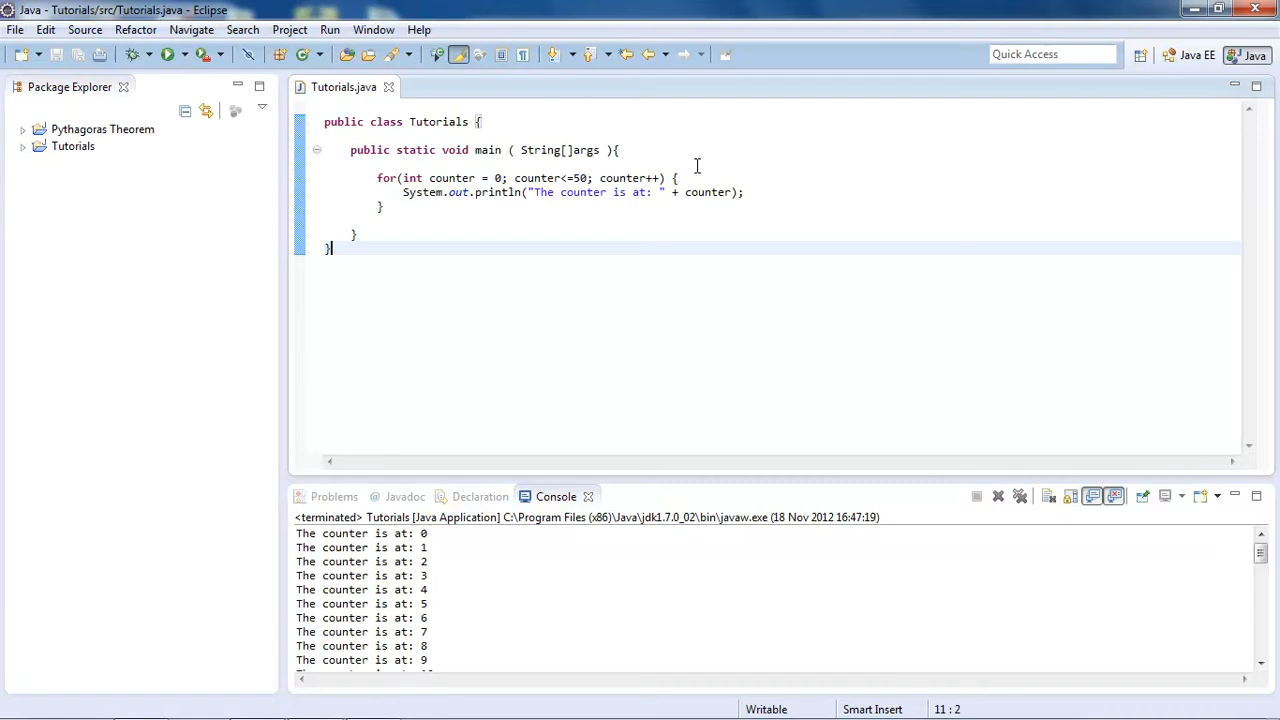 Java - Tutorials/src/Tutorials.java - Eclipse
File Edit Source Refactor Navigate Search Project Run Window Help
Quick Access Java EE Java
Package Explorer
Pythagoras Theorem
Tutorials
Tutorials.java
public class Tutorials {
public static void main ( String[]args ){
for(int counter = 0; counter<=50; counter++) {
System.out.println("The counter is at: " + counter);
}
}
}
Problems Javadoc Declaration Console
<terminated> Tutorials [Java Application] C:\Program Files (x86)\Java\jdk1.7.0_02\bin\javaw.exe (18 Nov 2012 16:47:19)
The counter is at: 0
The counter is at: 1
The counter is at: 2
The counter is at: 3
The counter is at: 4
The counter is at: 5
The counter is at: 6
The counter is at: 7
The counter is at: 8
The counter is at: 9
Writable Smart Insert 11 : 2